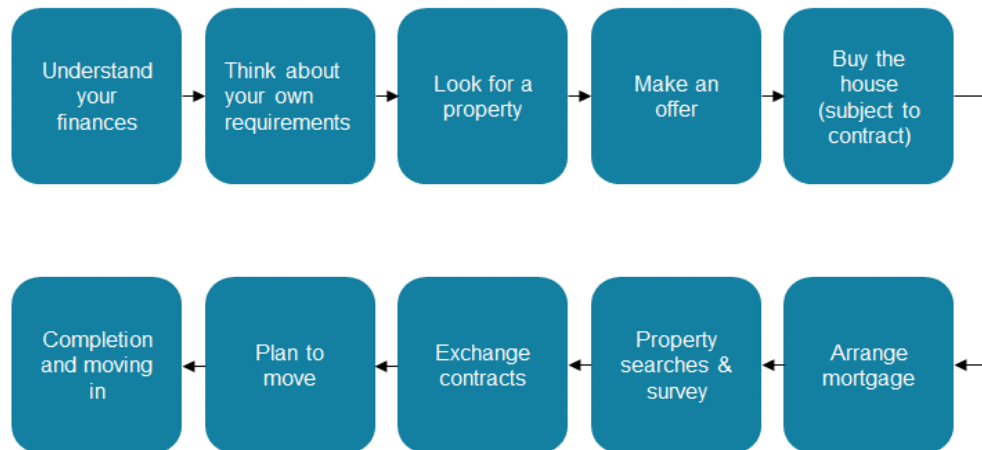 Understand
your
finances
Think about
your own
requirements
Look for a
property
Make an
offer
Buy the
house
(subject to
contract)
Completion
and moving
in
Plan to
move
Exchange
contracts
Property
searches &
survey
Arrange
mortgage